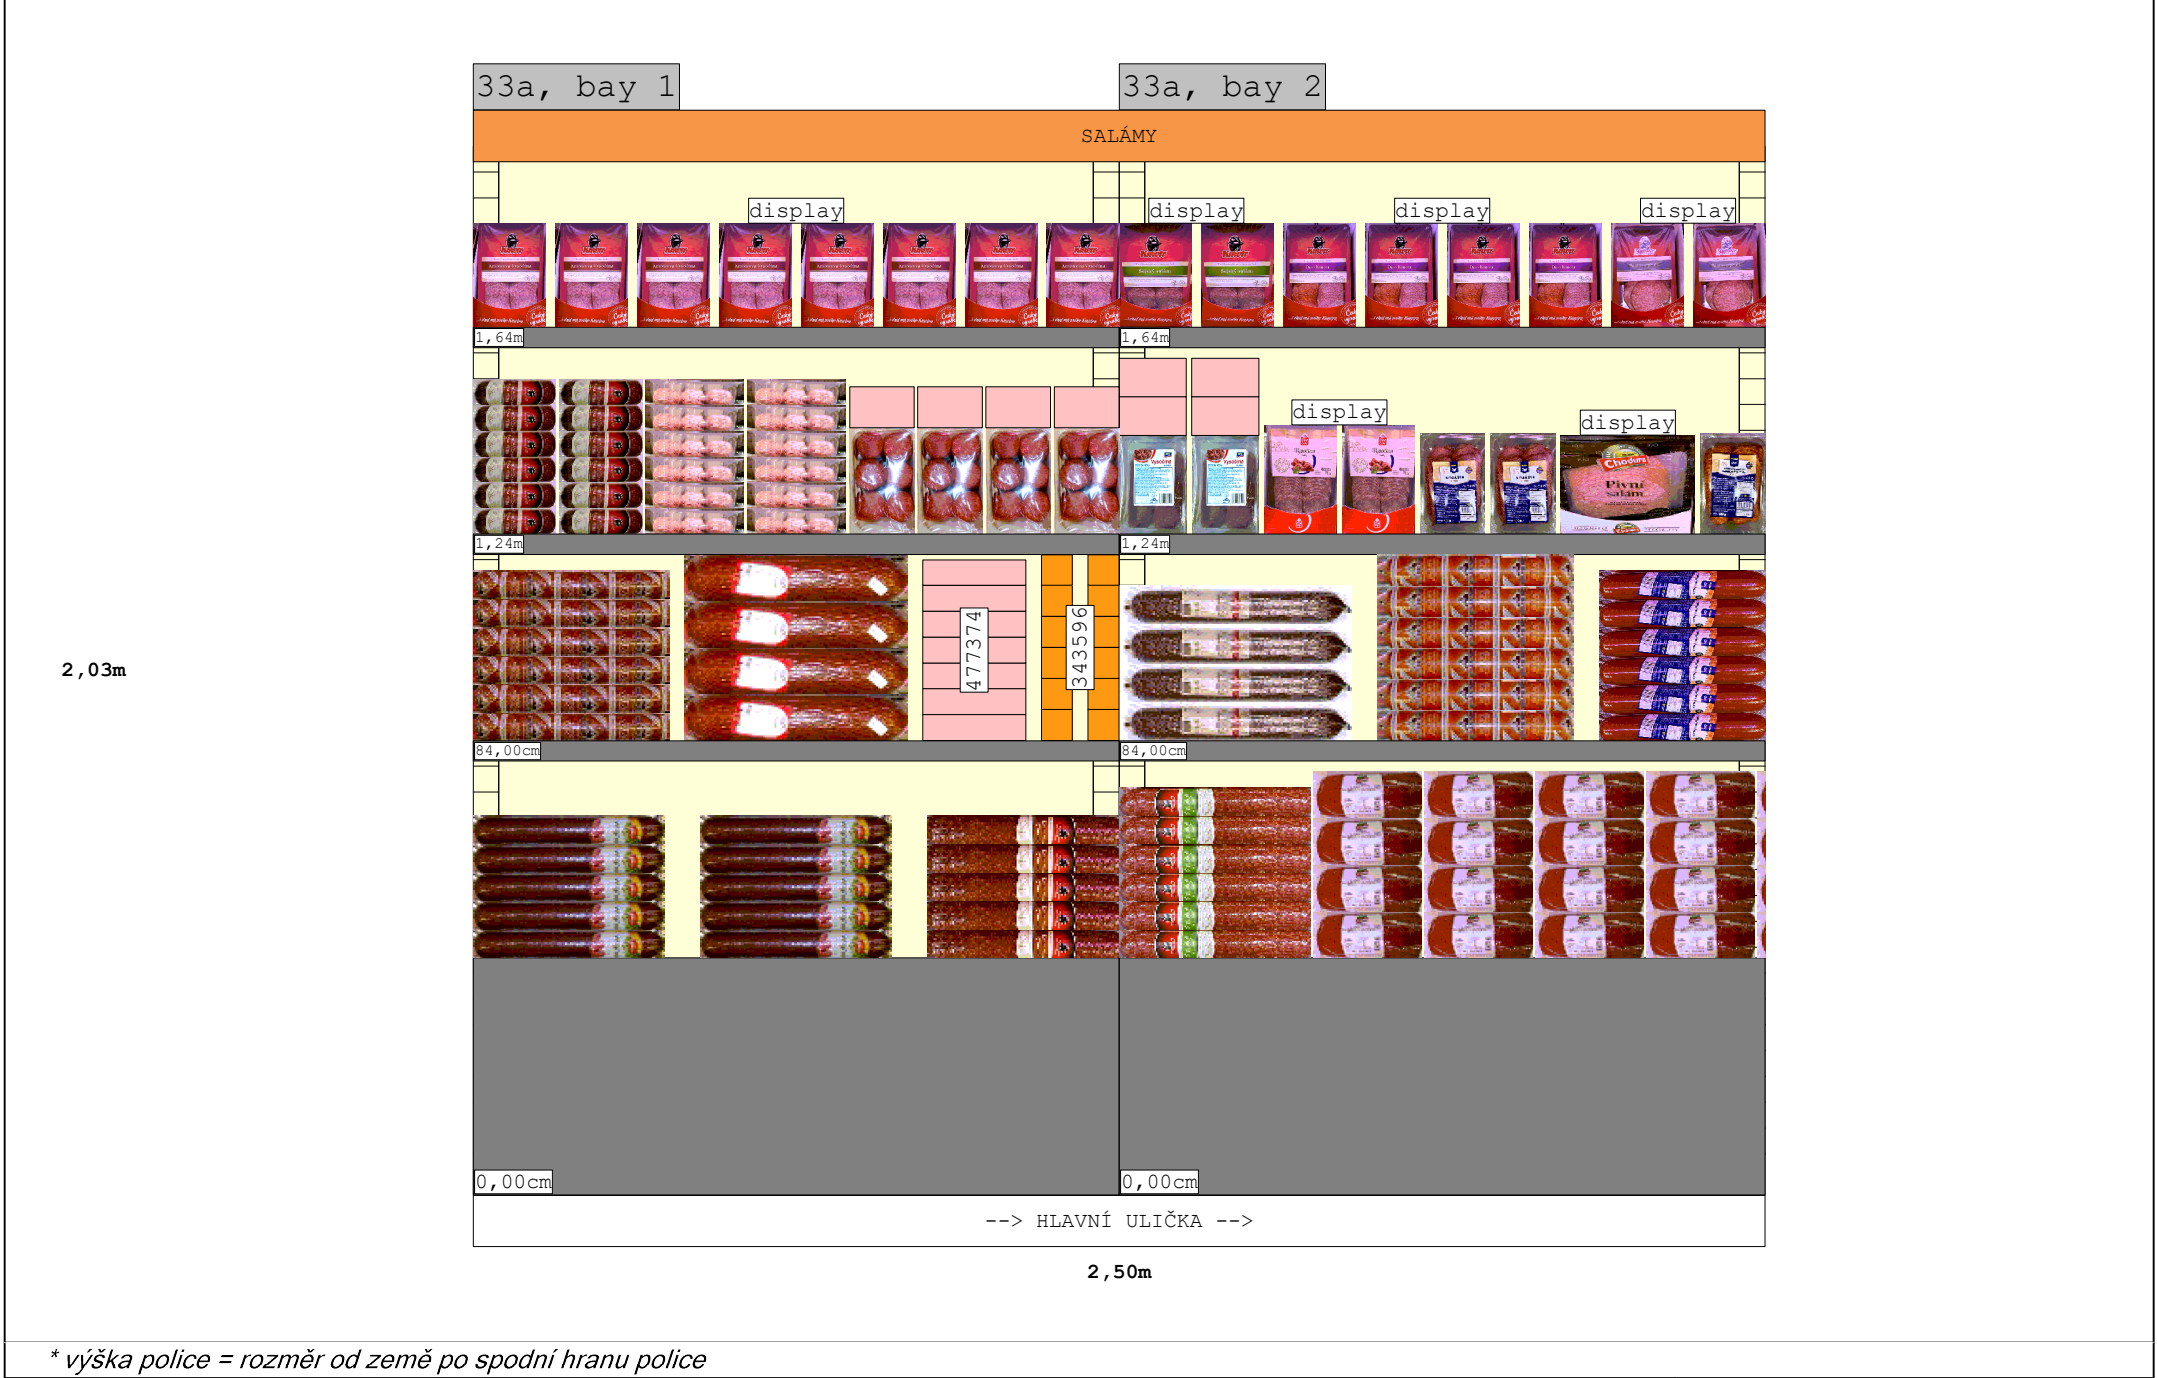 33a, bay 1
33a, bay 2
SALÁMY
display
display
display
display
1,64m
1,64m
display
display
Vysočina
Vysočina
Chodura
Pivní
salám
1,24m
1,24m
477374
343596
2,03m
84,00cm
84,00cm
0,00cm
0,00cm
--> HLAVNÍ ULIČKA -->
2,50m
* výška police = rozměr od země po spodní hranu police